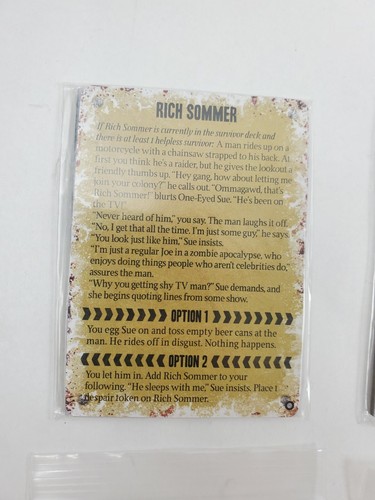 RICH SOMMER
If Rich Sommer is currently in the survivor deck and
there is at least 1 helpless survivor: A man rides up on a
motorcycle with a chainsaw strapped to his back. At
first you think he's a raider, but he gives the lookout a
friendly thumbs up. "Hey gang, how about letting me
join your colony?" he calls out. "Ommagawd, that's
Rich Sommer!" blurts One-Eyed Sue. "He's been on
the TV!"
"Never heard of him," you say. The man laughs it off.
"No, I get that all the time. I'm just some guy," he says.
"You look just like him," Sue insists.
"I'm just a regular Joe in a zombie apocalypse, who
enjoys doing things people who aren't celebrities do,"
assures the man.
"Why you getting shy TV man?" Sue demands, and
she begins quoting lines from some show.
OPTION 1
You egg Sue on and toss empty beer cans at the
man. He rides off in disgust. Nothing happens.
OPTION 2
You let him in. Add Rich Sommer to your
following. "He sleeps with me," Sue insists. Place 1
despair token on Rich Sommer.